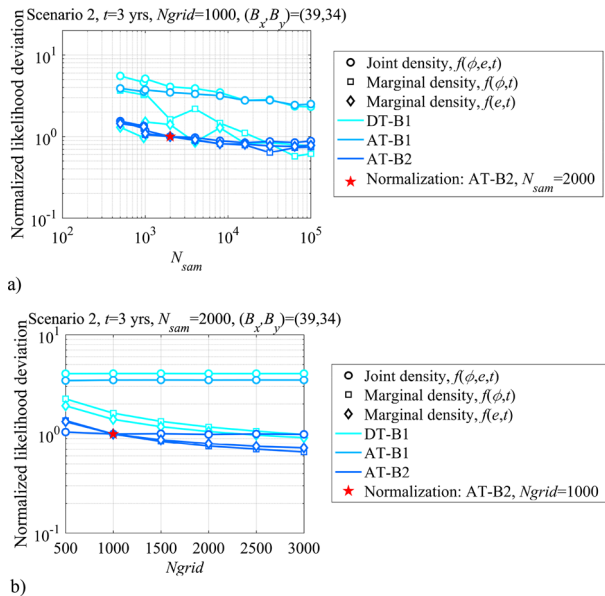 Scenario 2, t=3 yrs, Ngrid=1000, (Bx,By)=(39,34)
Normalized likelihood deviation
10^1
10^0
10^-1
10^2
10^3
10^4
10^5
Nsam
Joint density, f(ϕ,e,t)
Marginal density, f(ϕ,t)
Marginal density, f(e,t)
DT-B1
AT-B1
AT-B2
Normalization: AT-B2, Nsam=2000
a)
Scenario 2, t=3 yrs, Nsam=2000, (Bx,By)=(39,34)
Normalized likelihood deviation
10^1
10^0
10^-1
500 1000 1500 2000 2500 3000
Ngrid
Joint density, f(ϕ,e,t)
Marginal density, f(ϕ,t)
Marginal density, f(e,t)
DT-B1
AT-B1
AT-B2
Normalization: AT-B2, Ngrid=1000
b)